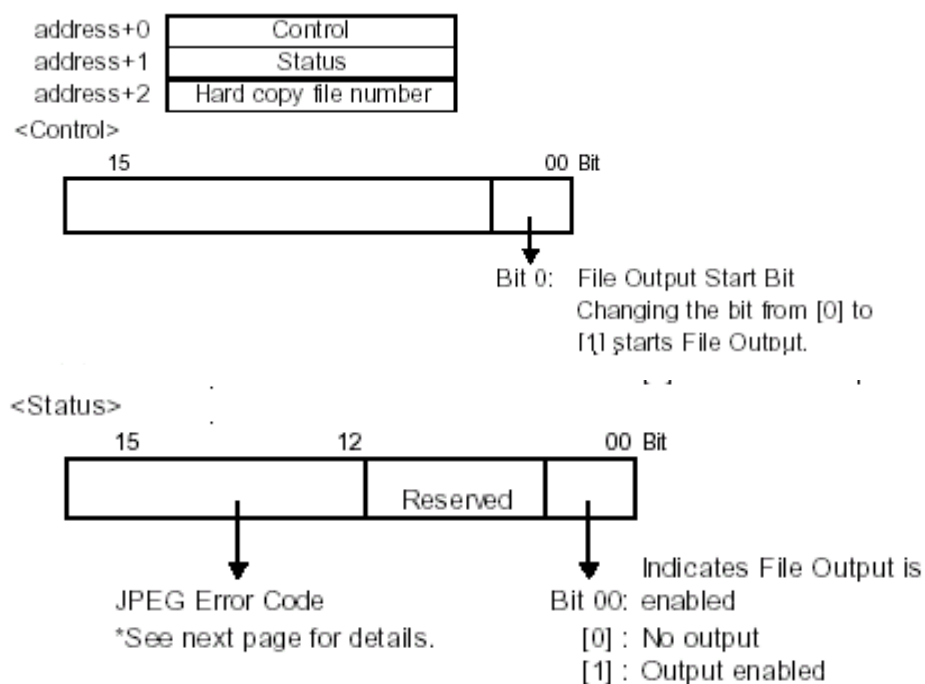 address+0 Control
address+1 Status
address+2 Hard copy file number
<Control>
15 00 Bit
Bit 0: File Output Start Bit
Changing the bit from [0] to
[1] starts File Output.
<Status>
15 12 00 Bit
Reserved
Indicates File Output is
JPEG Error Code Bit 00: enabled
*See next page for details. [0] : No output
[1] : Output enabled